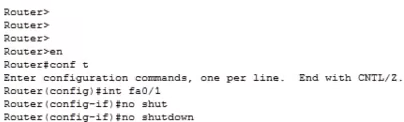 Router>
Router>
Router>
Router>en
Router#conf t
Enter configuration commands, one per line.  End with CNTL/Z.
Router(config)#int fa0/1
Router(config-if)#no shut
Router(config-if)#no shutdown